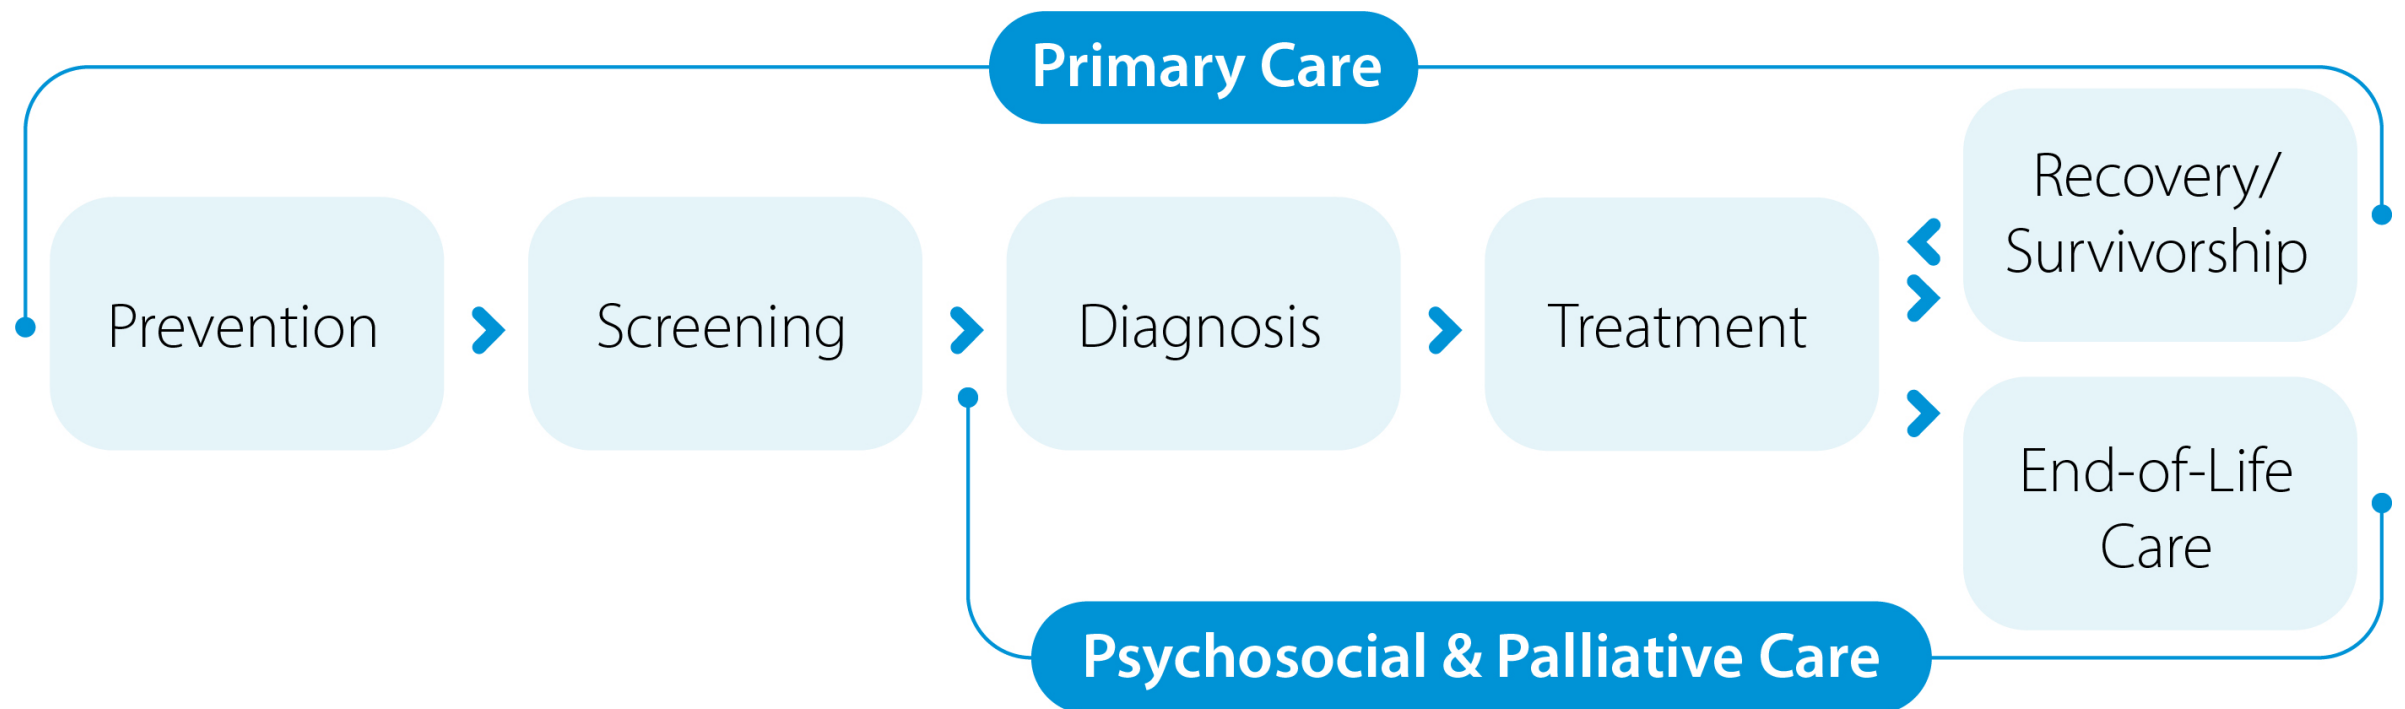 Primary Care
Prevention
Screening
Diagnosis
Treatment
Recovery/
Survivorship
End-of-Life
Care
Psychosocial & Palliative Care